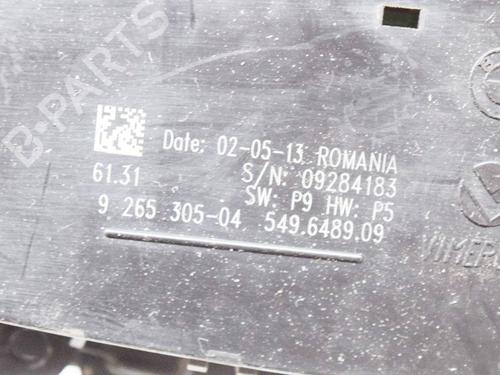 B-PARTS
Date: 02-05-13 ROMANIA
61.31 S/N: 09284183
SW: P9 HW: P5
9 265 305-04 549.6489.09